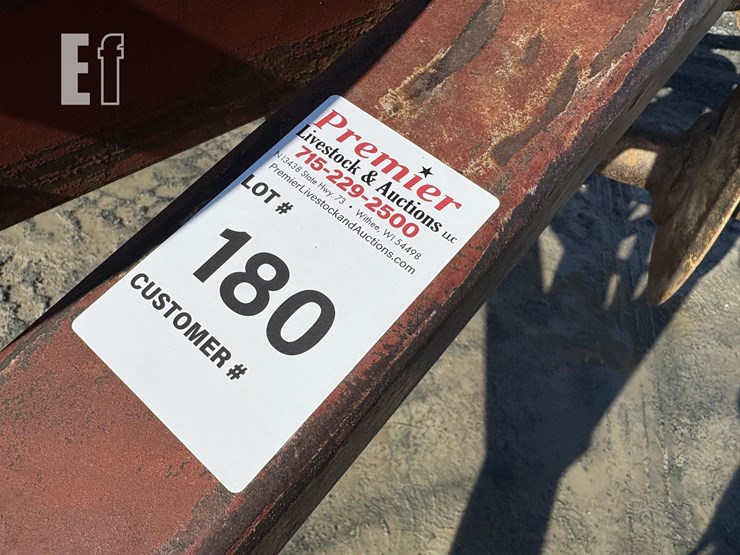 Ef
Premier
Livestock & Auctions LLC
715-229-2500
N13438 State Hwy. 73 • Withee, WI 54498
PremierLivestockandAuctions.com
LOT #
180
CUSTOMER #